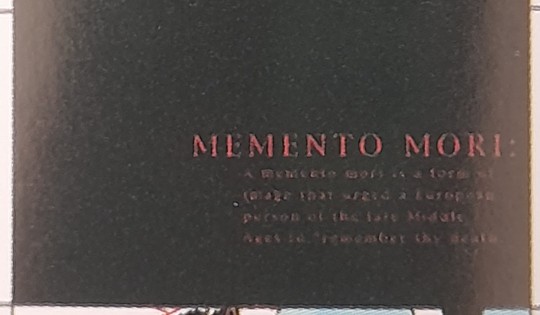 MEMENTO MORI:
A memento mori is a form of
image that urged a European
person of the late Middle
Ages to "remember thy death